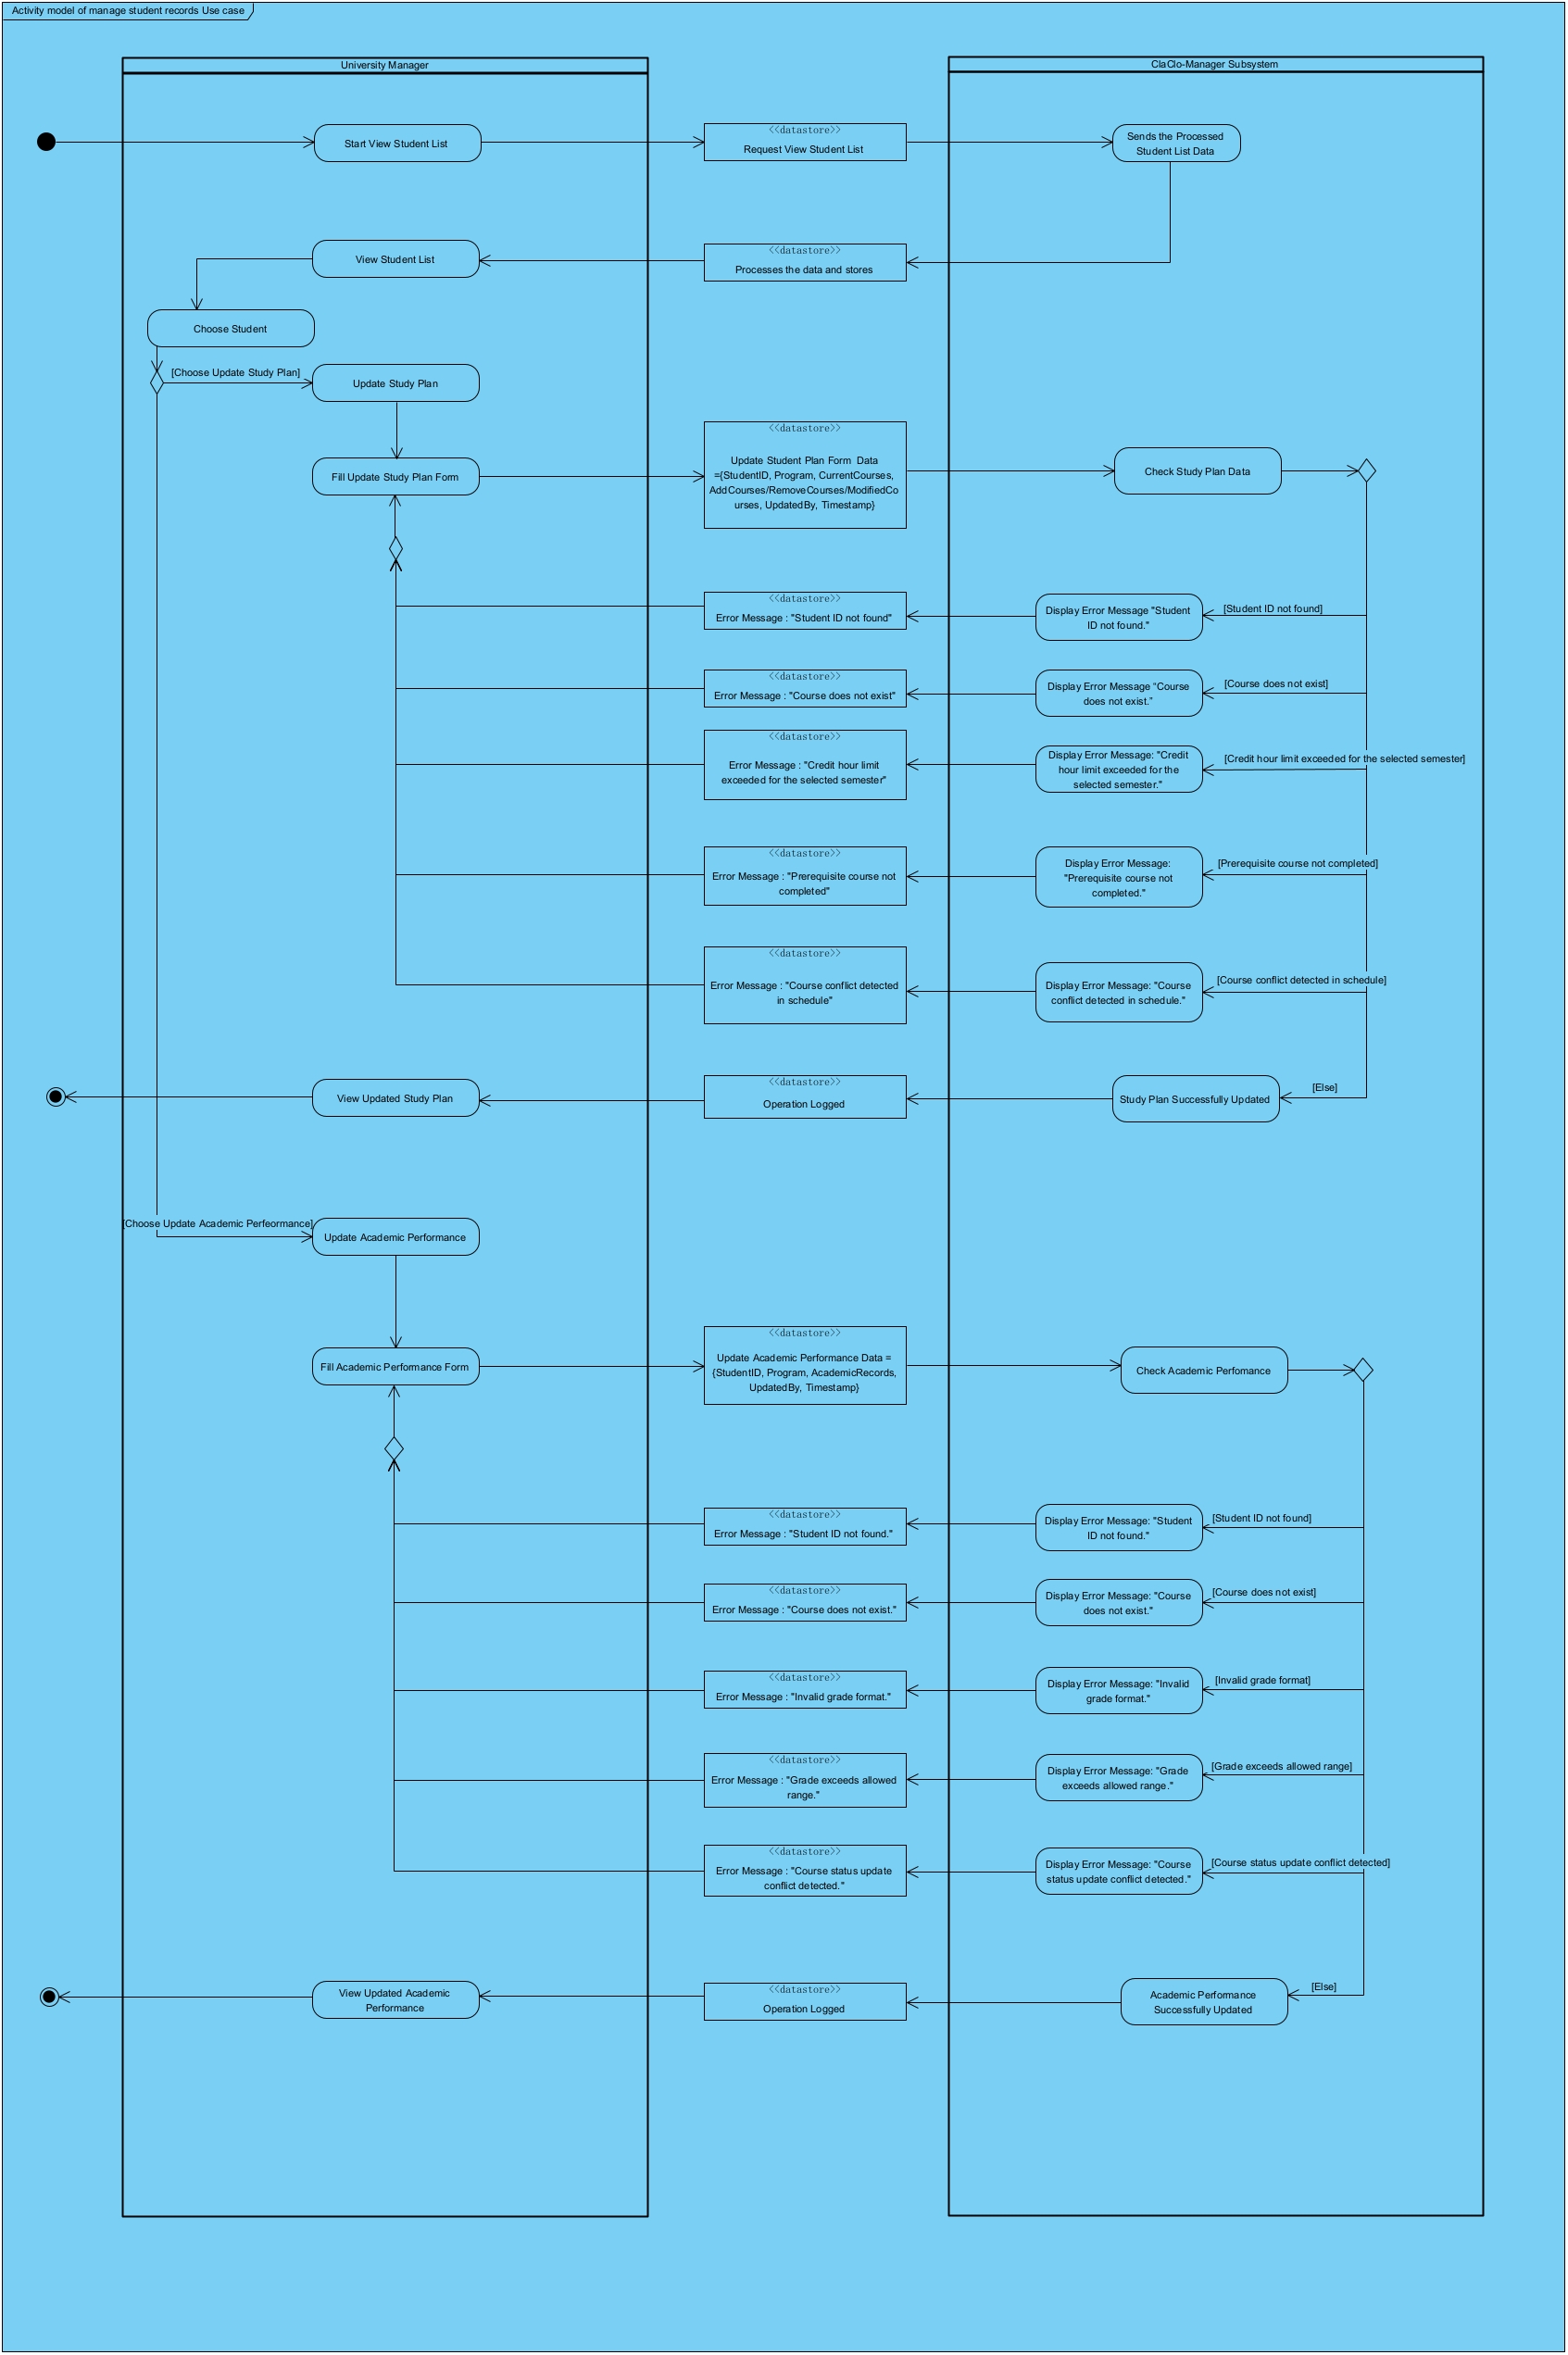 Activity model of manage student records Use case
University Manager
ClaClo-Manager Subsystem
Start View Student List
<<datastore>>
Request View Student List
Sends the Processed
Student List Data
View Student List
<<datastore>>
Processes the data and stores
Choose Student
[Choose Update Study Plan]
Update Study Plan
Fill Update Study Plan Form
<<datastore>>
Update Student Plan Form Data
={StudentID, Program, CurrentCourses,
AddCourses/RemoveCourses/ModifiedCo
urses, UpdatedBy, Timestamp}
Check Study Plan Data
<<datastore>>
Error Message : "Student ID not found"
Display Error Message "Student
ID not found."
[Student ID not found]
<<datastore>>
Error Message : "Course does not exist"
Display Error Message "Course
does not exist."
[Course does not exist]
<<datastore>>
Error Message : "Credit hour limit
exceeded for the selected semester"
Display Error Message: "Credit
hour limit exceeded for the
selected semester."
[Credit hour limit exceeded for the selected semester]
<<datastore>>
Error Message : "Prerequisite course not
completed"
Display Error Message:
"Prerequisite course not
completed."
[Prerequisite course not completed]
<<datastore>>
Error Message : "Course conflict detected
in schedule"
Display Error Message: "Course
conflict detected in schedule."
[Course conflict detected in schedule]
View Updated Study Plan
<<datastore>>
Operation Logged
Study Plan Successfully Updated
[Else]
[Choose Update Academic Perfeormance]
Update Academic Performance
Fill Academic Performance Form
<<datastore>>
Update Academic Performance Data =
{StudentID, Program, AcademicRecords,
UpdatedBy, Timestamp}
Check Academic Perfomance
<<datastore>>
Error Message : "Student ID not found."
Display Error Message: "Student
ID not found."
[Student ID not found]
<<datastore>>
Error Message : "Course does not exist."
Display Error Message: "Course
does not exist."
[Course does not exist]
<<datastore>>
Error Message : "Invalid grade format."
Display Error Message: "Invalid
grade format."
[Invalid grade format]
<<datastore>>
Error Message : "Grade exceeds allowed
range."
Display Error Message: "Grade
exceeds allowed range."
[Grade exceeds allowed range]
<<datastore>>
Error Message : "Course status update
conflict detected."
Display Error Message: "Course
status update conflict detected."
[Course status update conflict detected]
View Updated Academic
Performance
<<datastore>>
Operation Logged
Academic Performance
Successfully Updated
[Else]